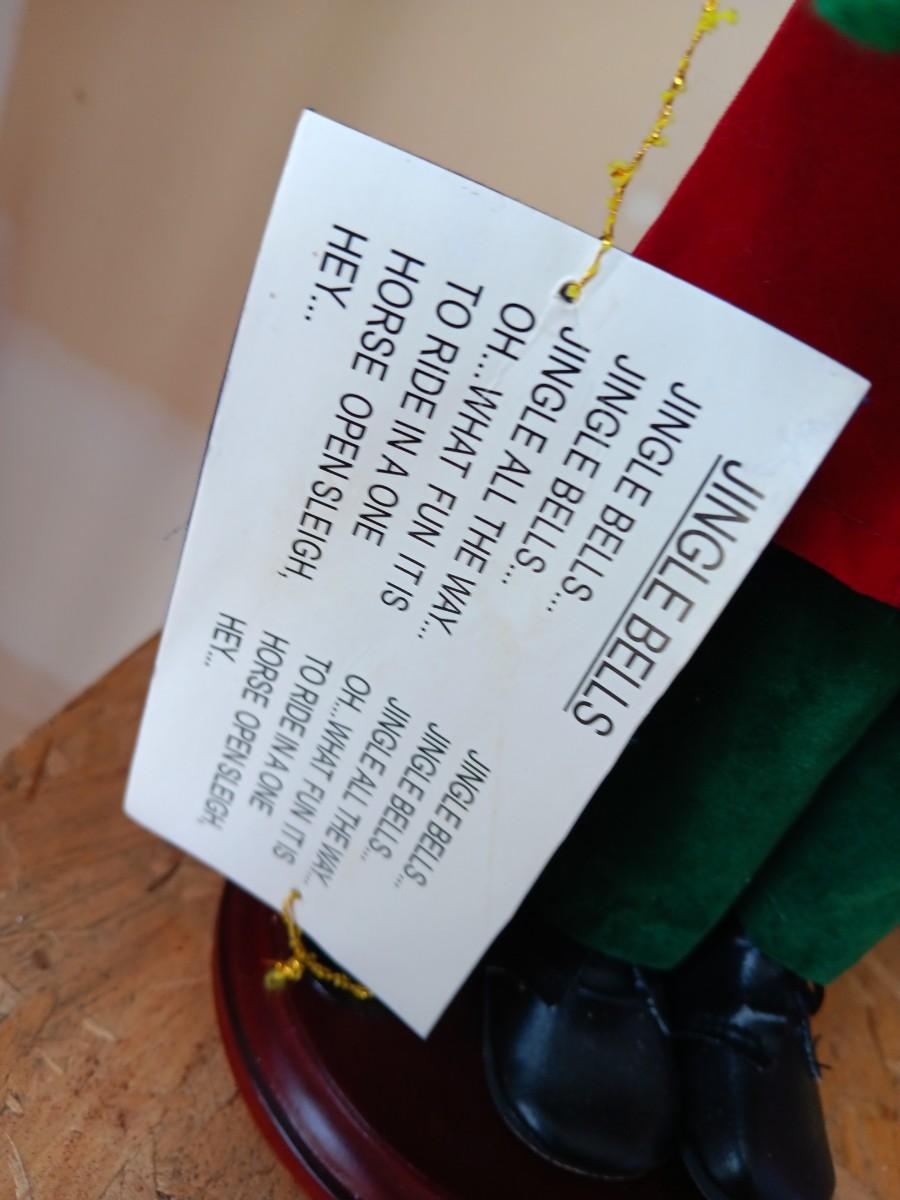 JINGLE BELLS
JINGLE BELLS...
JINGLE BELLS...
JINGLE ALL THE WAY...
OH...WHAT FUN IT IS
TO RIDE IN A ONE
HORSE OPEN SLEIGH,
HEY...
JINGLE BELLS...
JINGLE BELLS...
JINGLE ALL THE WAY...
OH...WHAT FUN IT IS
TO RIDE IN A ONE
HORSE OPEN SLEIGH,
HEY...